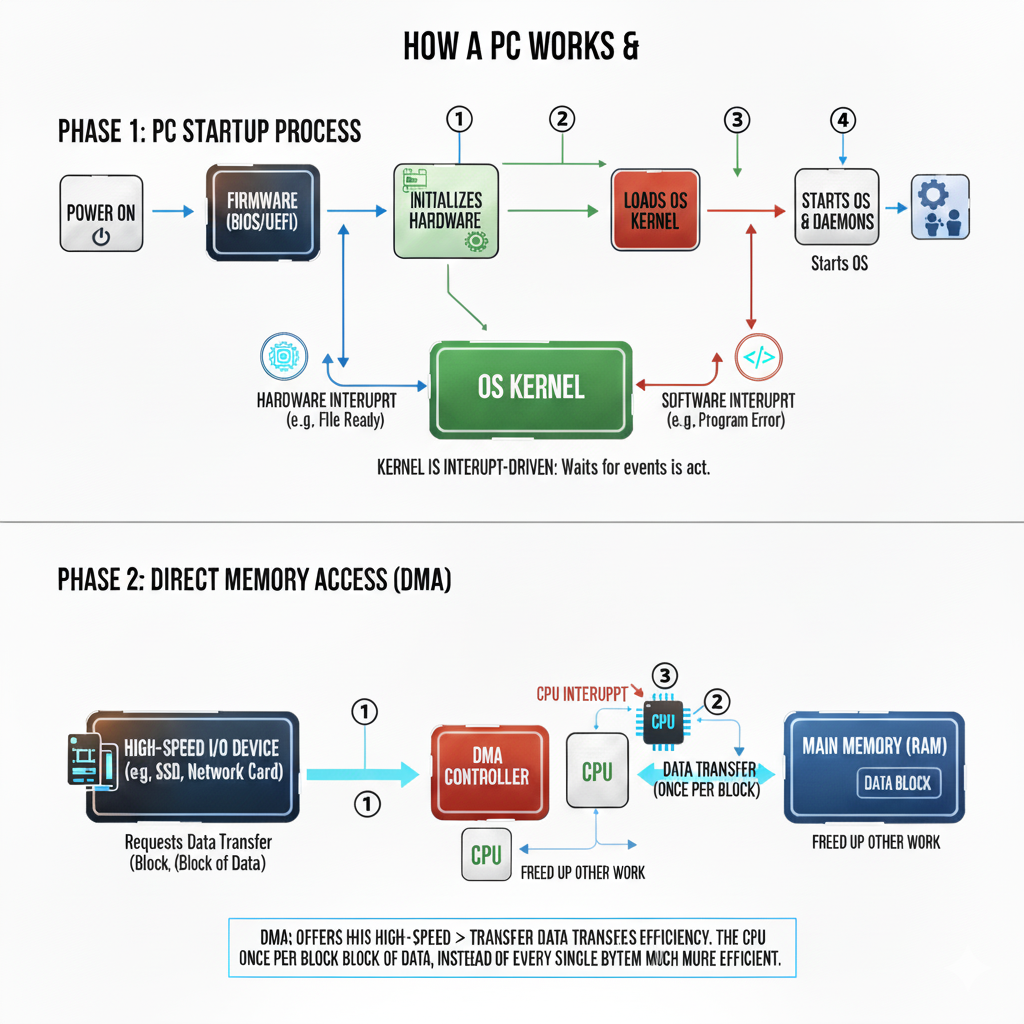 HOW A PC WORKS &
PHASE 1: PC STARTUP PROCESS
1
2
3
4
POWER ON
FIRMWARE
(BIOS/UEFI)
INITIALIZES
HARDWARE
LOADS OS
KERNEL
STARTS OS
& DAEMONS
Starts OS
HARDWARE INTERUPRT
(e.g, File Ready)
OS KERNEL
</>
SOFTWARE INTERUPRT
(e.g, Program Error)
KERNEL IS INTERUPT-DRIVEN: Waits for events is act.
PHASE 2: DIRECT MEMORY ACCESS (DMA)
HIGH-SPEED I/O DEVICE
(eg, SSD, Network Card)
Requests Data Transfer
(Block, (Block of Data)
1
1
DMA
CONTROLLER
CPU
CPU
FREED UP OTHER WORK
CPU INTERUPPT
3
CPU
2
DATA TRANSFER
(ONCE PER BLOCK)
MAIN MEMORY (RAM)
DATA BLOCK
FREED UP OTHER WORK
DMA; OFFERS HIS HIGH-SPEED > TRANSFER DATA TRANSFES EFFICIENCY. THE CPU
ONCE PER BLOCK BLOCK OF DATA, INSTEAD OF EVERY SINGLE BYTEM MUCH MURE EFFICIENT.